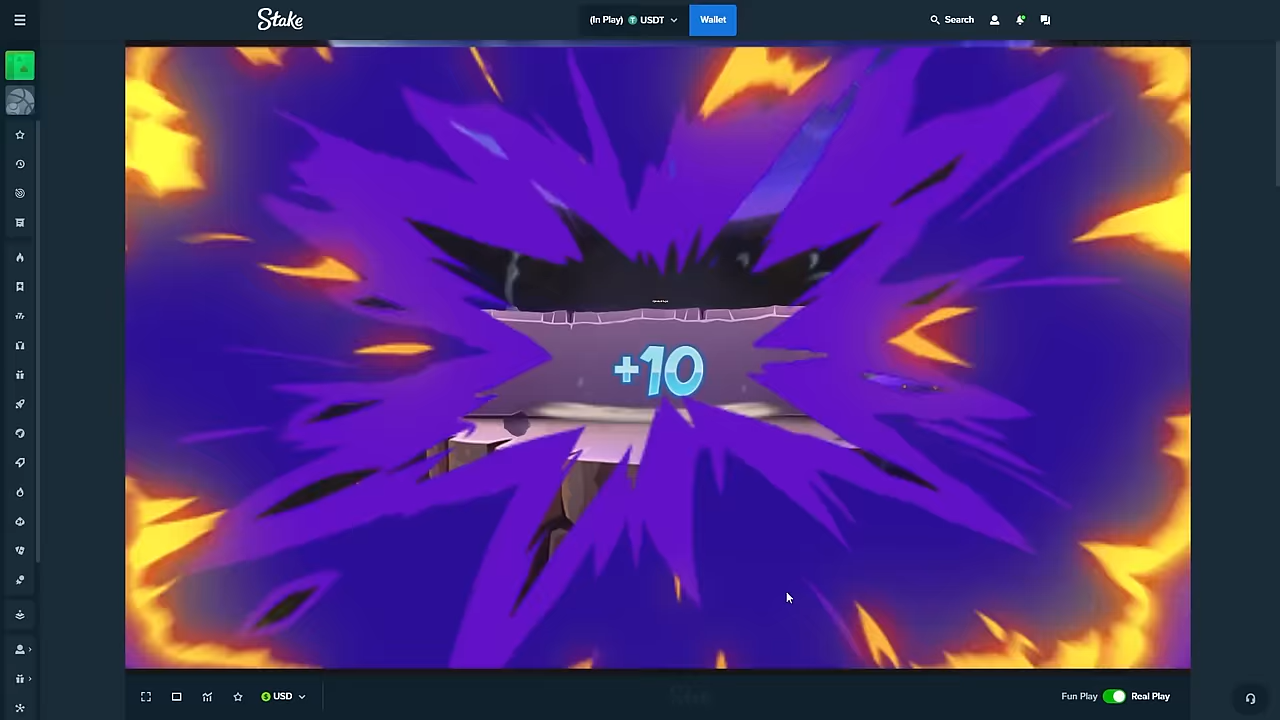 Stake
(In Play) USDT
Wallet
Search
+10
USD
Fun Play
Real Play